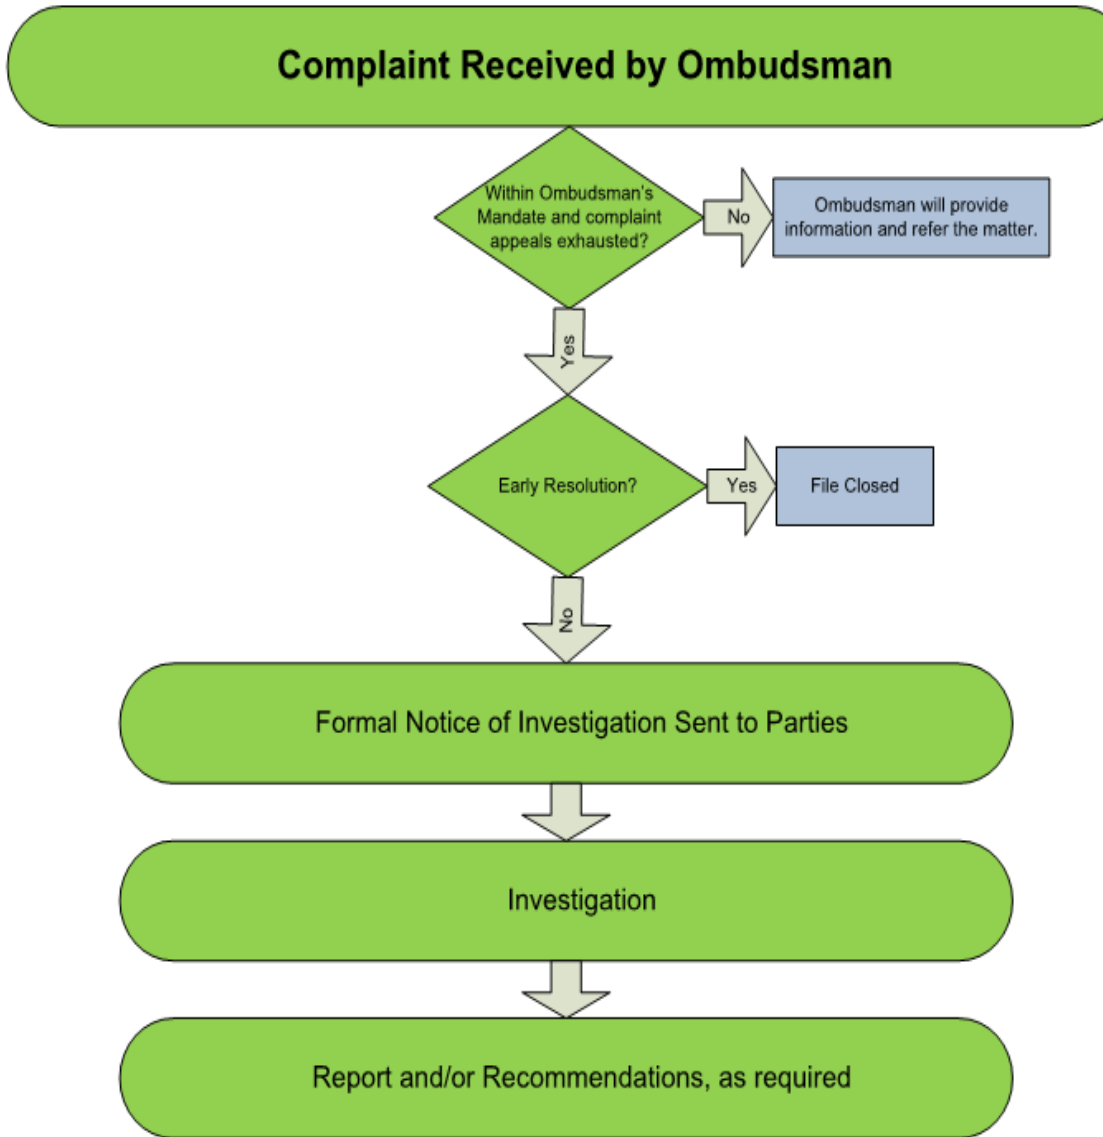 Complaint Received by Ombudsman
Within Ombudsman's
Mandate and complaint
appeals exhausted?
No
Ombudsman will provide
information and refer the matter.
Yes
Early Resolution?
Yes
File Closed
No
Formal Notice of Investigation Sent to Parties
Investigation
Report and/or Recommendations, as required